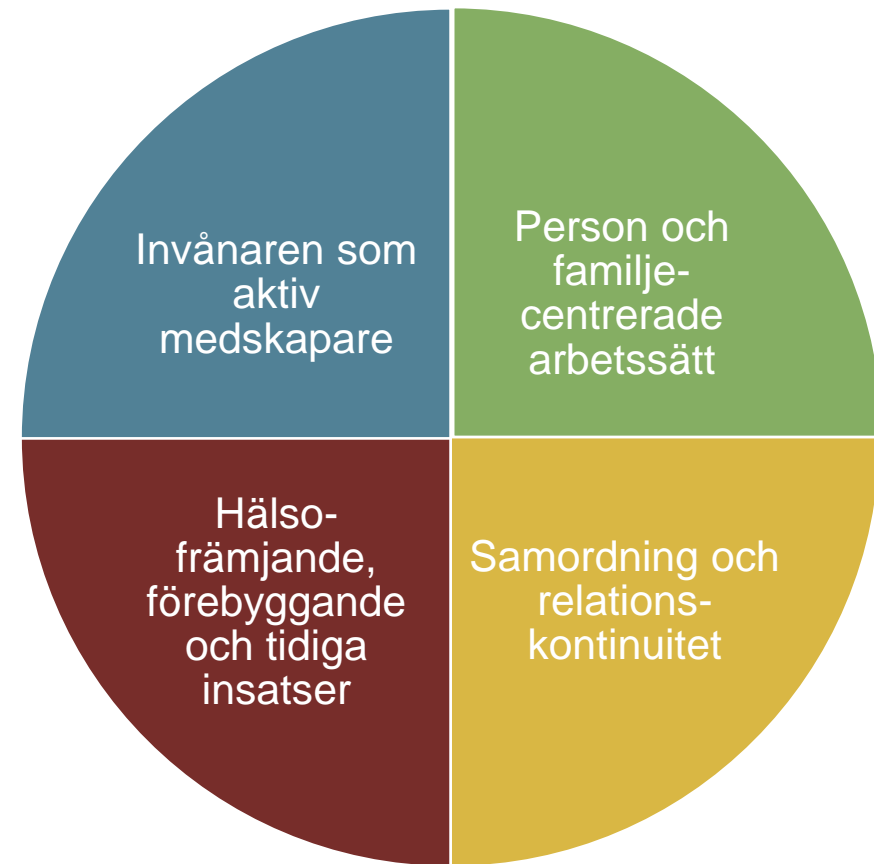 Invånaren som
aktiv
medskapare
Person och
familje-
centrerade
arbetssätt
Hälso-
främjande,
förebyggande
och tidiga
insatser
Samordning och
relations-
kontinuitet